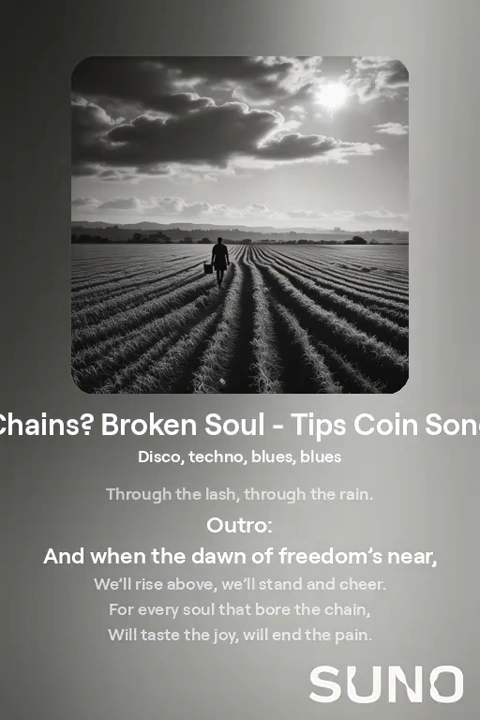 Chains? Broken Soul - Tips Coin Son
Disco, techno, blues, blues
Through the lash, through the rain.
Outro:
And when the dawn of freedom's near,
We'll rise above, we'll stand and cheer.
For every soul that bore the chain,
Will taste the joy, will end the pain.
SUNO